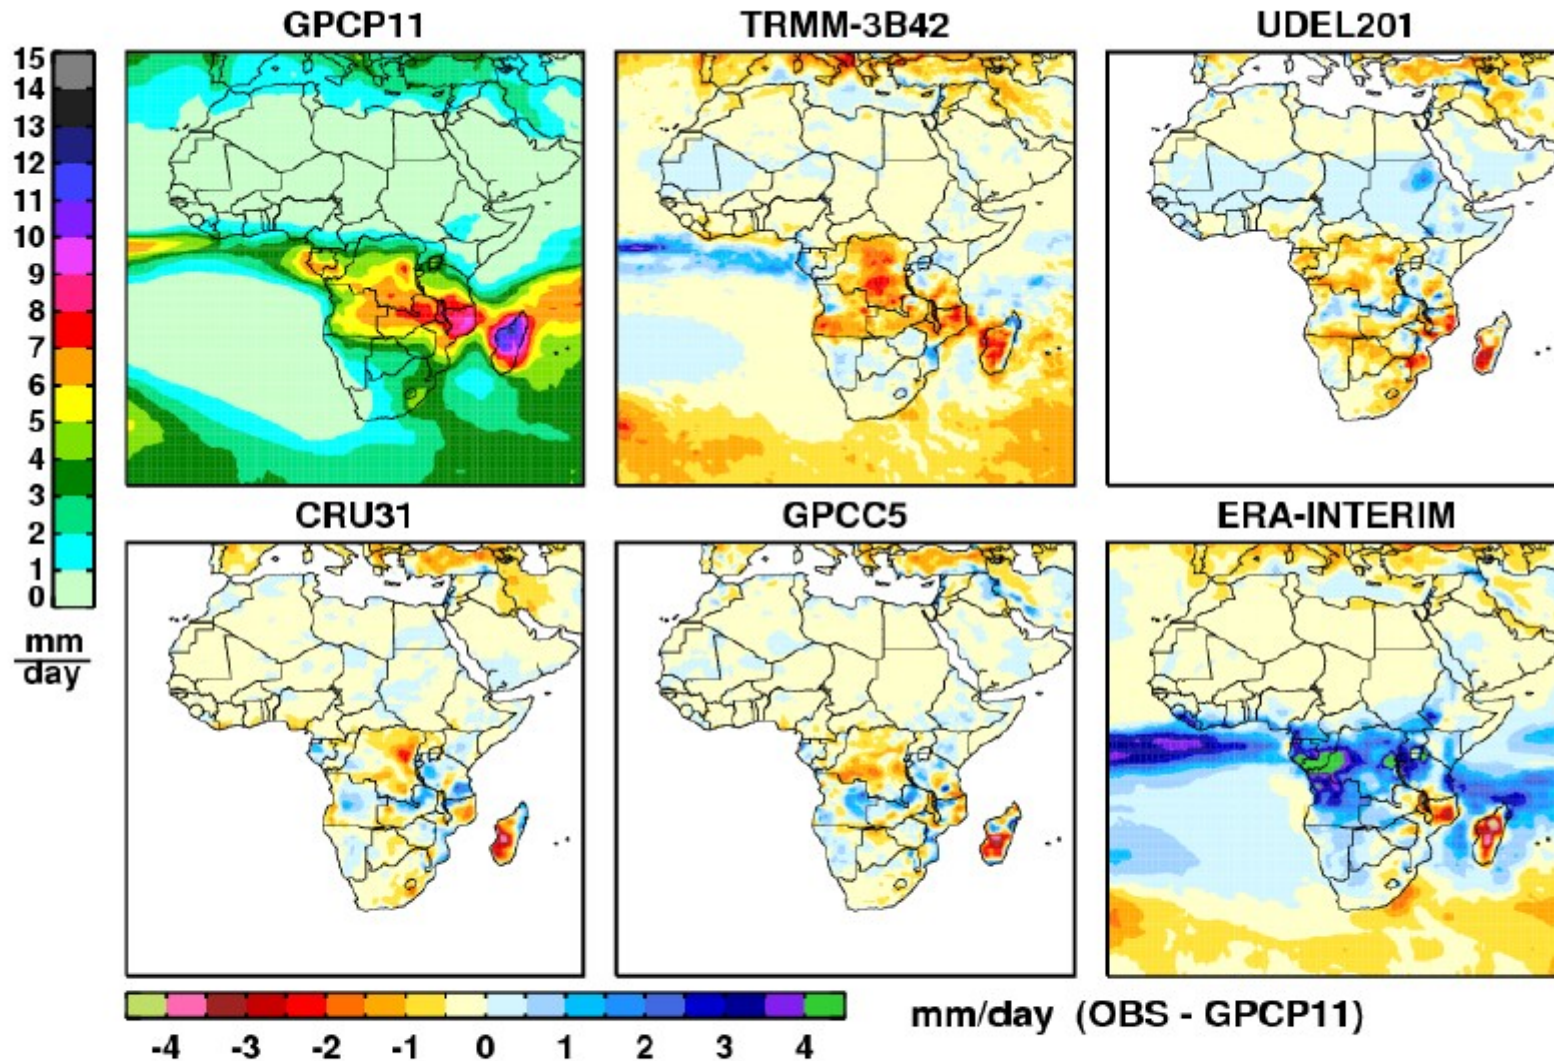 GPCP11
TRMM-3B42
UDEL201
15
14
13
12
11
10
9
8
7
6
5
4
3
2
1
0
mm
day
CRU31
GPCC5
ERA-INTERIM
-4 -3 -2 -1 0 1 2 3 4
mm/day (OBS - GPCP11)